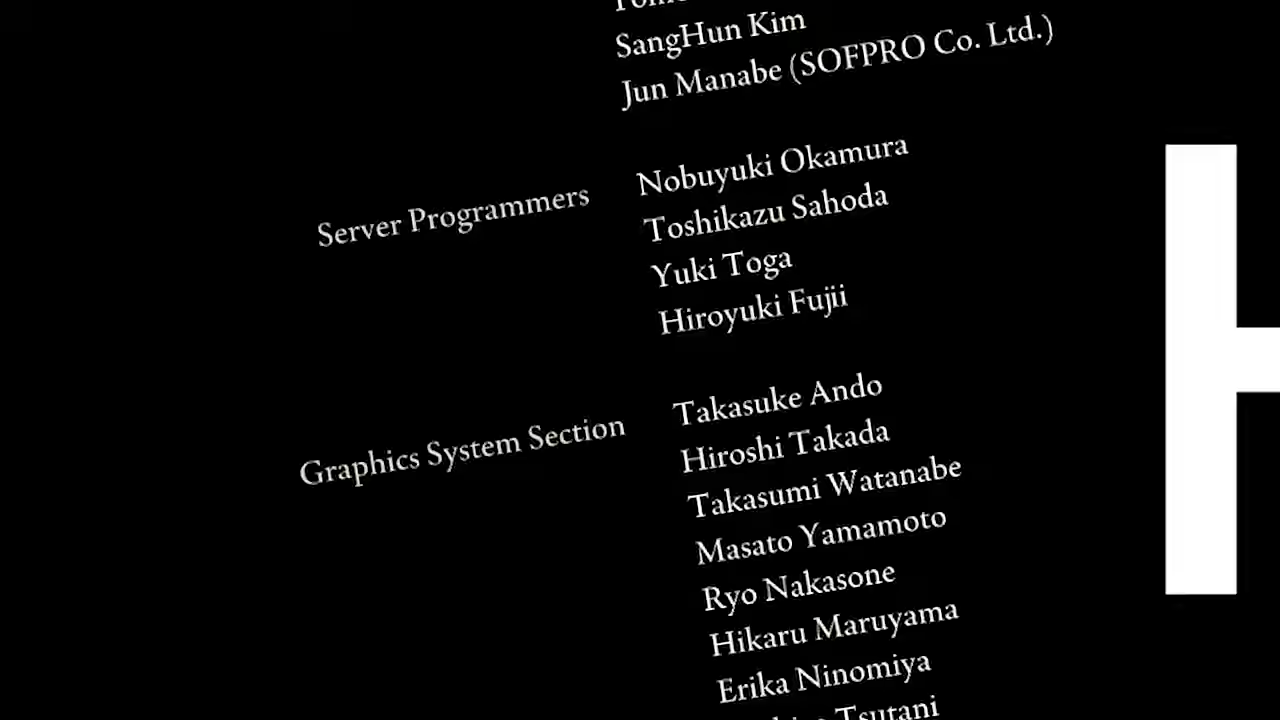 SangHun Kim
Jun Manabe (SOFPRO Co. Ltd.)
Server Programmers
Nobuyuki Okamura
Toshikazu Sahoda
Yuki Toga
Hiroyuki Fujii
Graphics System Section
Takasuke Ando
Hiroshi Takada
Takasumi Watanabe
Masato Yamamoto
Ryo Nakasone
Hikaru Maruyama
Erika Ninomiya
Tsutani